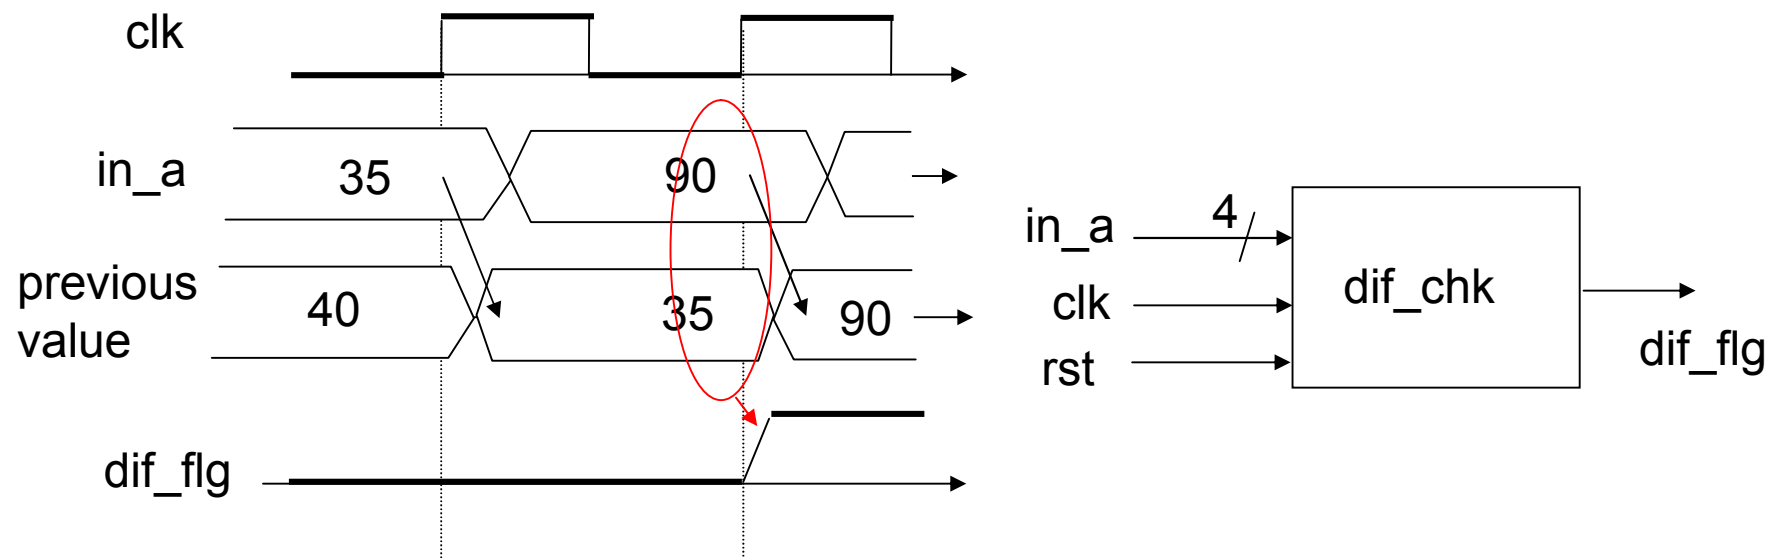 clk
in_a
35
90
previous
value
40
35
90
dif_flg
in_a
4
clk
rst
dif_chk
dif_flg